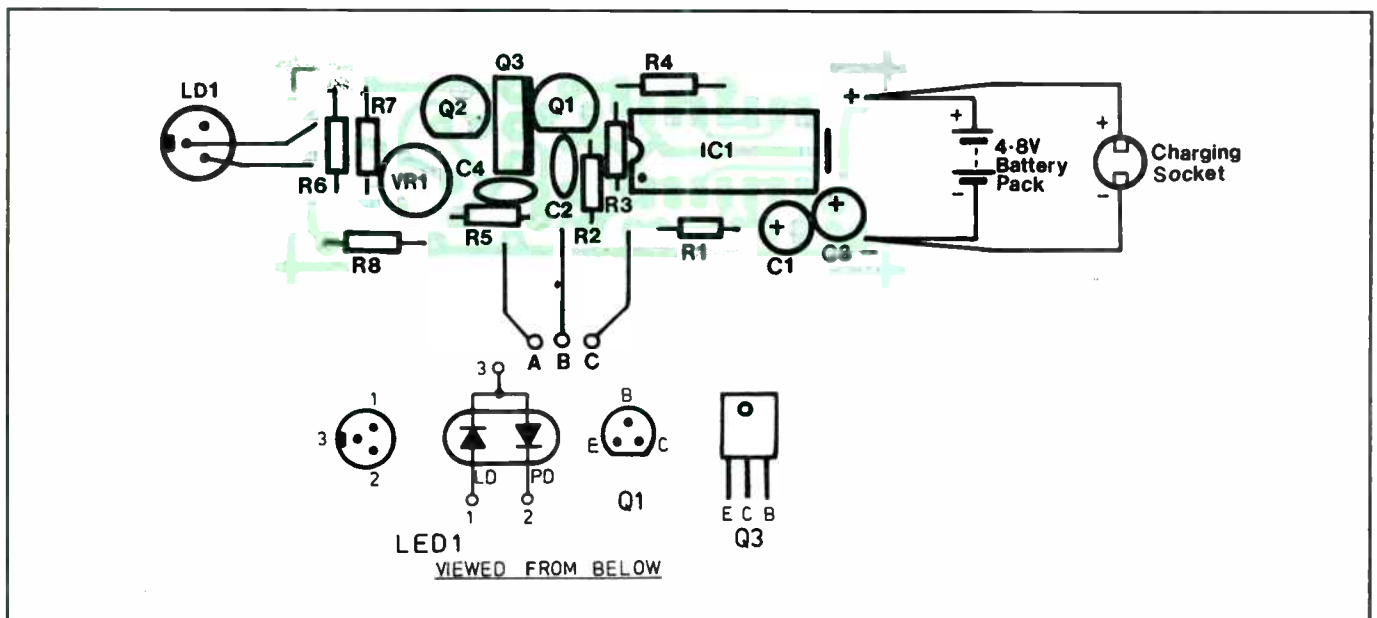 LD1
R6
R7
Q2
Q3
Q1
R4
VR1
C4
C2
R2
R3
IC1
R5
R8
R1
C1
C3
+
+
+
-
+
4·8V
Battery
Pack
-
+
-
Charging
Socket
A B C
3
1
2
3
LD
PD
1
2
LED1
VIEWED FROM BELOW
B
E
C
Q1
E C B
Q3